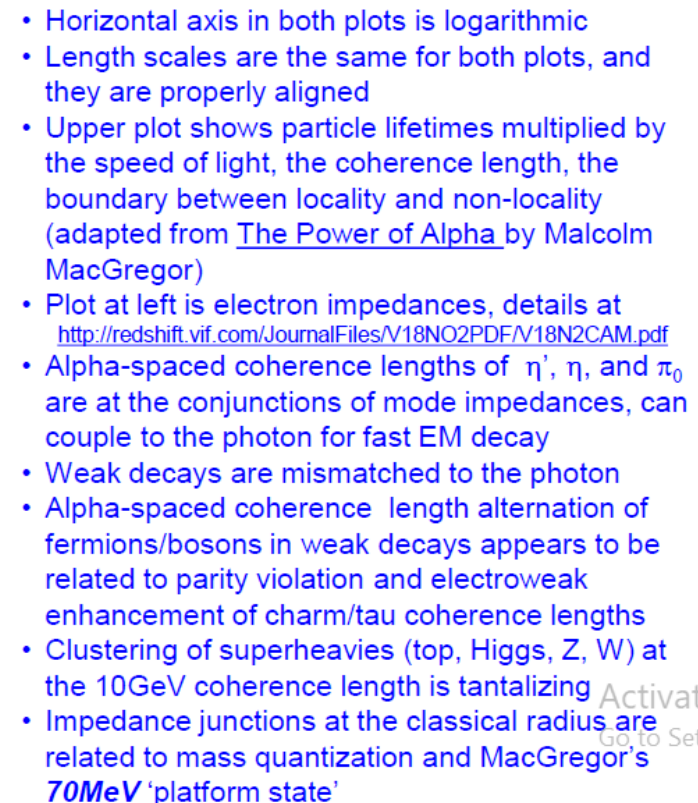 • Horizontal axis in both plots is logarithmic
• Length scales are the same for both plots, and
they are properly aligned
• Upper plot shows particle lifetimes multiplied by
the speed of light, the coherence length, the
boundary between locality and non-locality
(adapted from The Power of Alpha by Malcolm
MacGregor)
• Plot at left is electron impedances, details at
http://redshift.vif.com/JournalFiles/V18NO2PDF/V18N2CAM.pdf
• Alpha-spaced coherence lengths of η', η, and π₀
are at the conjunctions of mode impedances, can
couple to the photon for fast EM decay
• Weak decays are mismatched to the photon
• Alpha-spaced coherence length alternation of
fermions/bosons in weak decays appears to be
related to parity violation and electroweak
enhancement of charm/tau coherence lengths
• Clustering of superheavies (top, Higgs, Z, W) at
the 10GeV coherence length is tantalizing
Activat
• Impedance junctions at the classical radius are
Go to Set
related to mass quantization and MacGregor's
70MeV 'platform state'